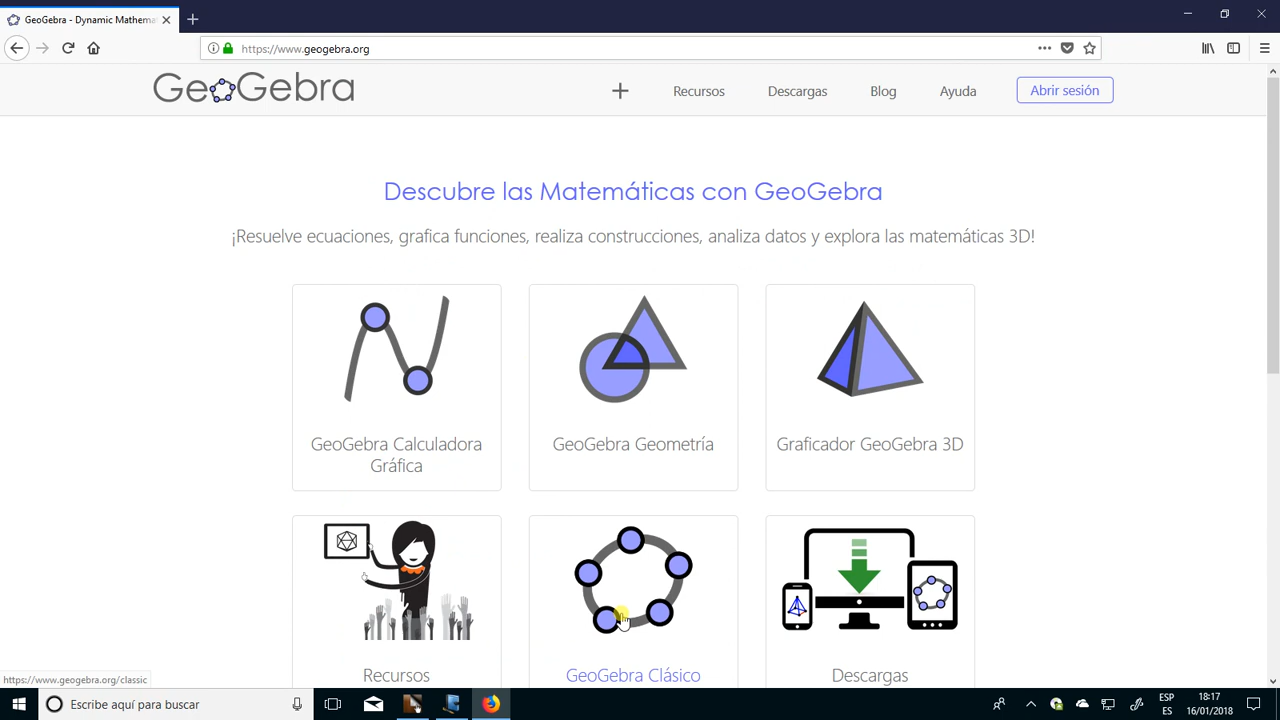 GeoGebra - Dynamic Mathema
https://www.geogebra.org
GeoGebra
Recursos
Descargas
Blog
Ayuda
Abrir sesión
Descubre las Matemáticas con GeoGebra
¡Resuelve ecuaciones, grafica funciones, realiza construcciones, analiza datos y explora las matemáticas 3D!
GeoGebra Calculadora
Gráfica
GeoGebra Geometría
Graficador GeoGebra 3D
Recursos
GeoGebra Clásico
Descargas
https://www.geogebra.org/classic
Escribe aquí para buscar
ESP
ES
18:17
16/01/2018